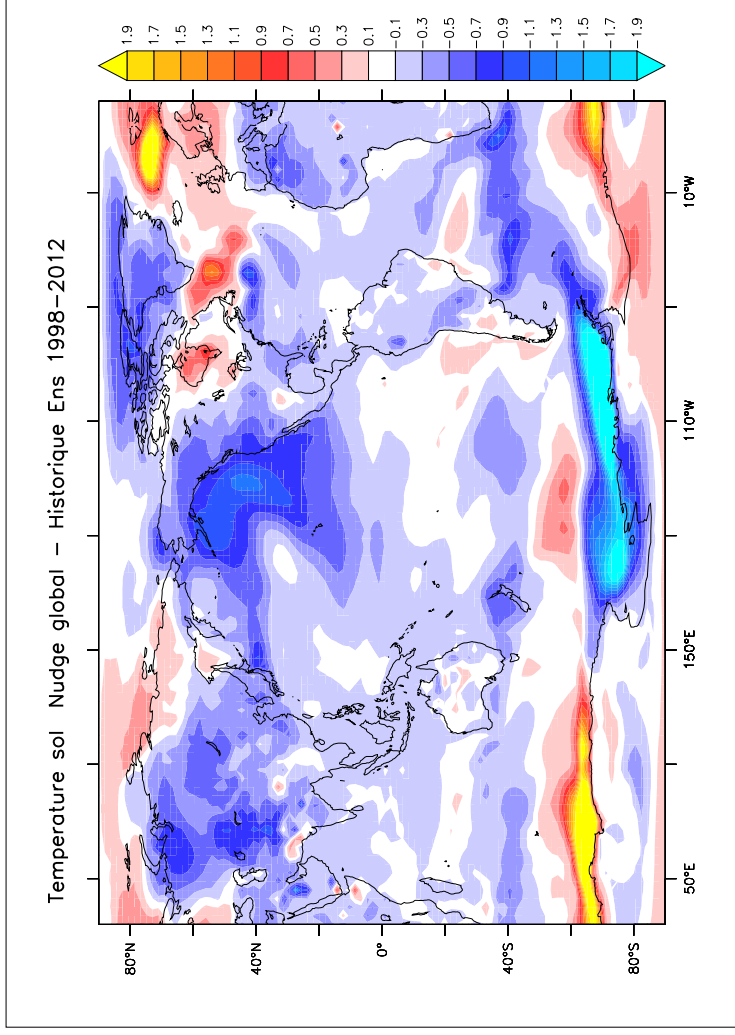 Temperature sol Nudge global − Historique Ens 1998−2012
80°N
40°N
0°
40°S
80°S
50°E
150°E
110°W
10°W
1.9
1.7
1.5
1.3
1.1
0.9
0.7
0.5
0.3
0.1
−0.1
−0.3
−0.5
−0.7
−0.9
−1.1
−1.3
−1.5
−1.7
−1.9